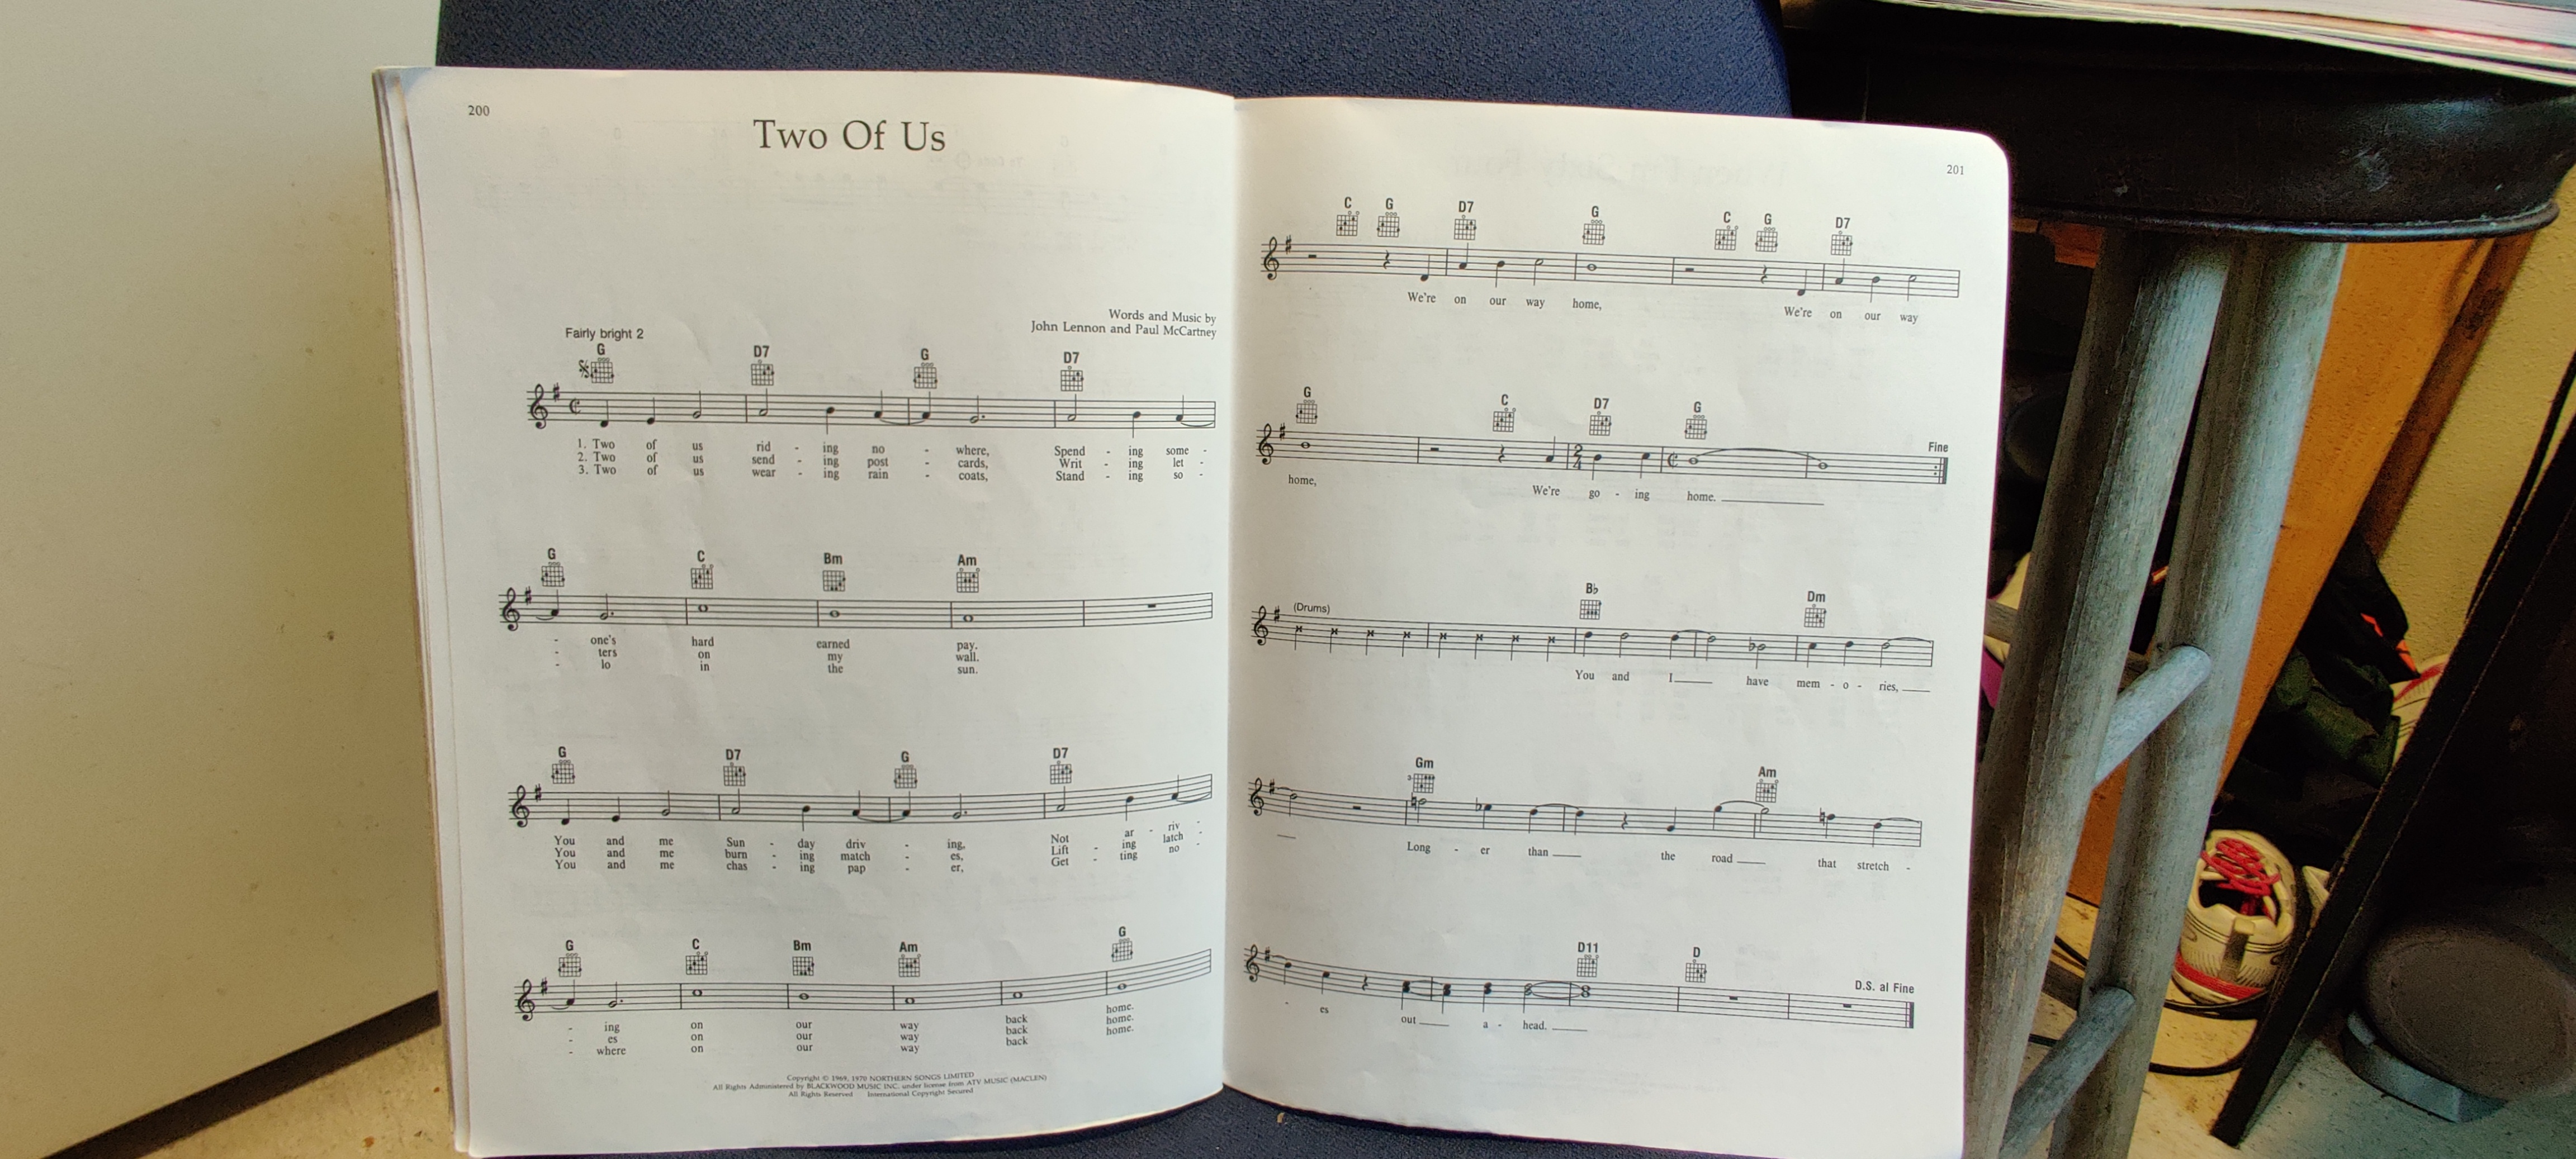 200
Two Of Us
Words and Music by
John Lennon and Paul McCartney
Fairly bright 2
G D7 G D7
1. Two of us rid - ing no - where, Spend - ing some -
2. Two of us send - ing post - cards, Writ - ing let -
3. Two of us wear - ing rain - coats, Stand - ing so -
G C Bm Am
- one's hard earned pay.
- ters on my wall.
- lo in the sun.
G D7 G D7
You and me Sun - day driv - ing, Not ar - riv -
You and me burn - ing match - es, Lift - ing latch -
You and me chas - ing pap - er, Get - ting no -
G C Bm Am G
- ing on our way back home.
- es on our way back home.
- where on our way back home.
Copyright © 1969, 1970 NORTHERN SONGS LIMITED
All Rights Administered by BLACKWOOD MUSIC INC. under license from ATV MUSIC (MACLEN)
All Rights Reserved International Copyright Secured
201
C G D7 G C G D7
We're on our way home, We're on our way
G C D7 G
Fine
2
4
home, We're go - ing home.
(Drums) B♭ Dm
You and I have mem - o - ries,
Gm Am
3
Long - er than the road that stretch -
D11 D
D.S. al Fine
- es out a - head.